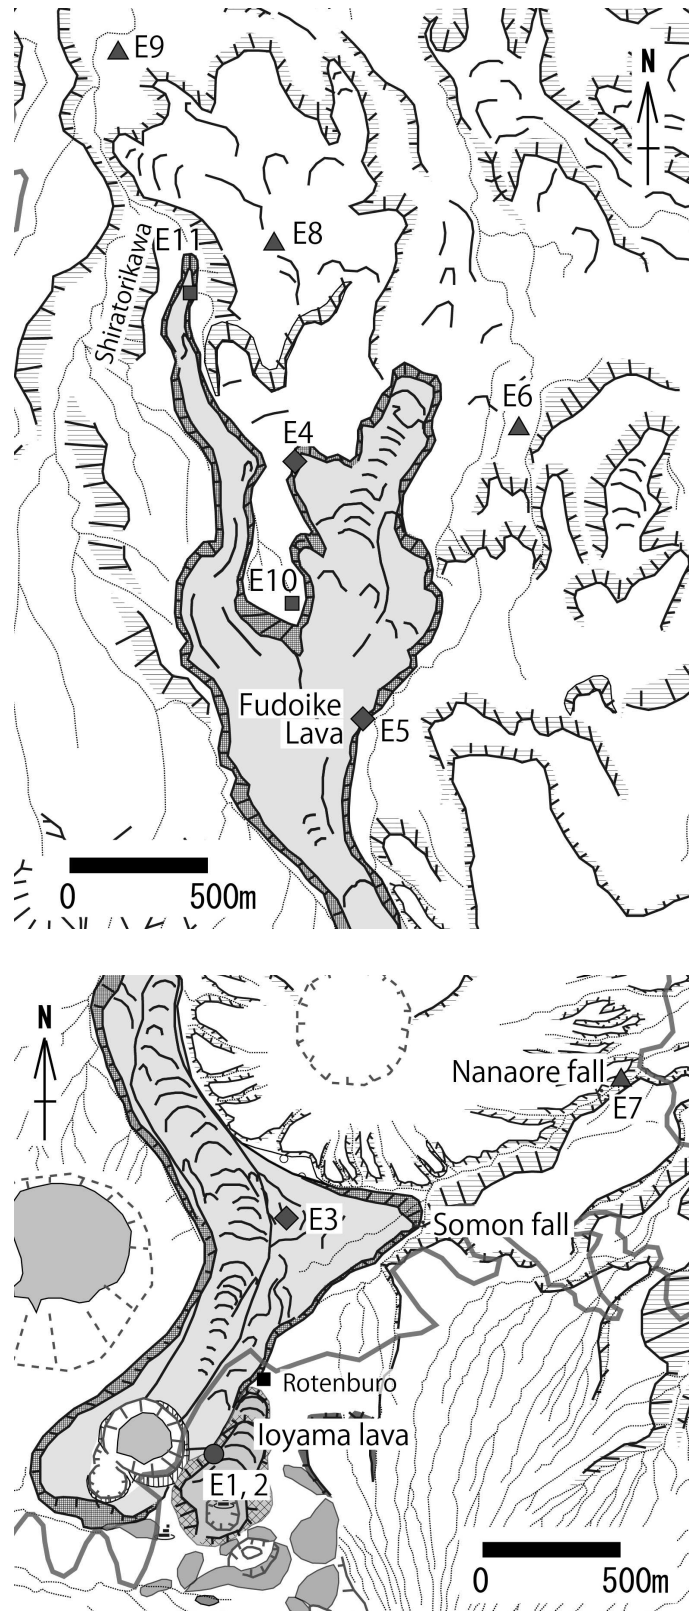 E9
N
E11
E8
Shiratorikawa
E6
E4
E10
Fudoike
Lava
E5
0 500m
N
Nanaore fall
E7
E3
Somon fall
Rotenburo
Ioyama lava
E1, 2
0 500m